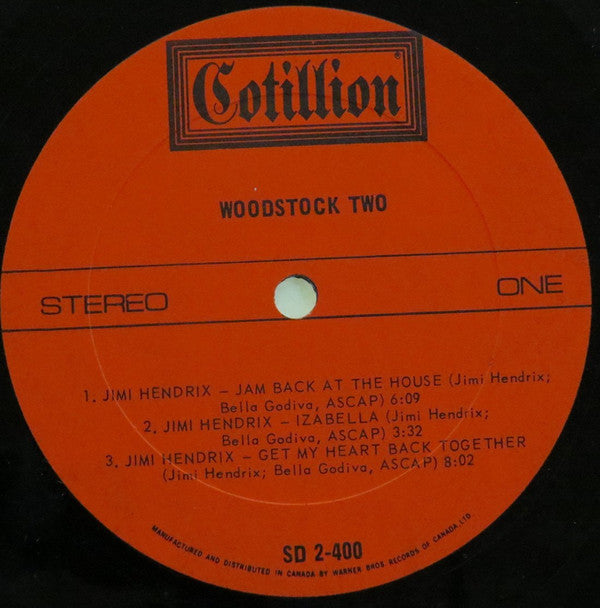 Cotillion®
WOODSTOCK TWO
STEREO
ONE
1. JIMI HENDRIX – JAM BACK AT THE HOUSE (Jimi Hendrix;
Bella Godiva, ASCAP) 6:09
2. JIMI HENDRIX – IZABELLA (Jimi Hendrix;
Bella Godiva, ASCAP) 3:32
3. JIMI HENDRIX – GET MY HEART BACK TOGETHER
(Jimi Hendrix; Bella Godiva, ASCAP) 8:02
SD 2-400
MANUFACTURED AND DISTRIBUTED IN CANADA BY WARNER BROS. RECORDS OF CANADA, LTD.